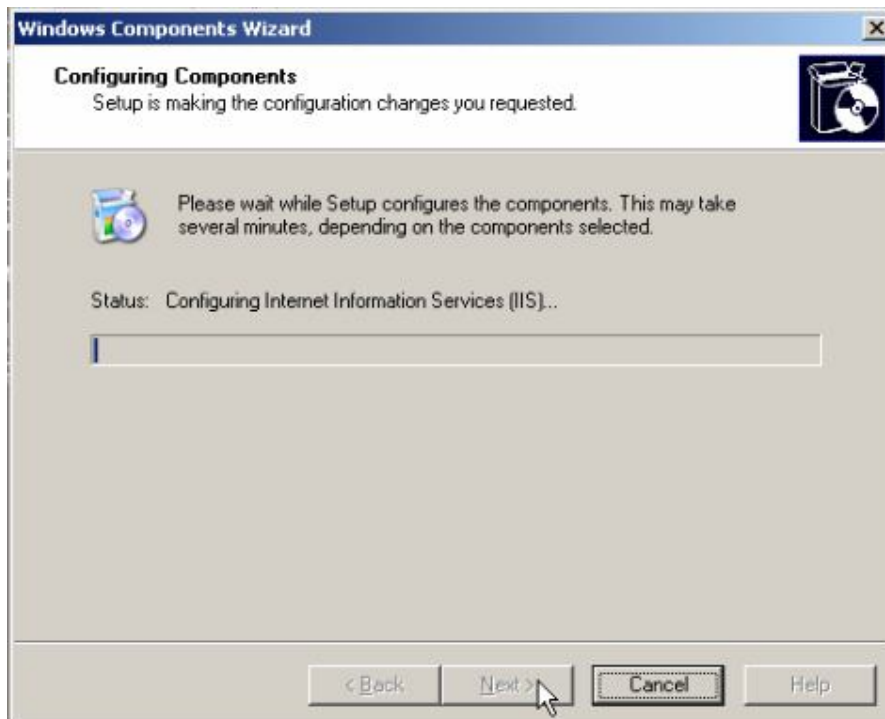 Windows Components Wizard
Configuring Components
Setup is making the configuration changes you requested.
Please wait while Setup configures the components. This may take
several minutes, depending on the components selected.
Status: Configuring Internet Information Services (IIS)...
< Back Next > Cancel Help